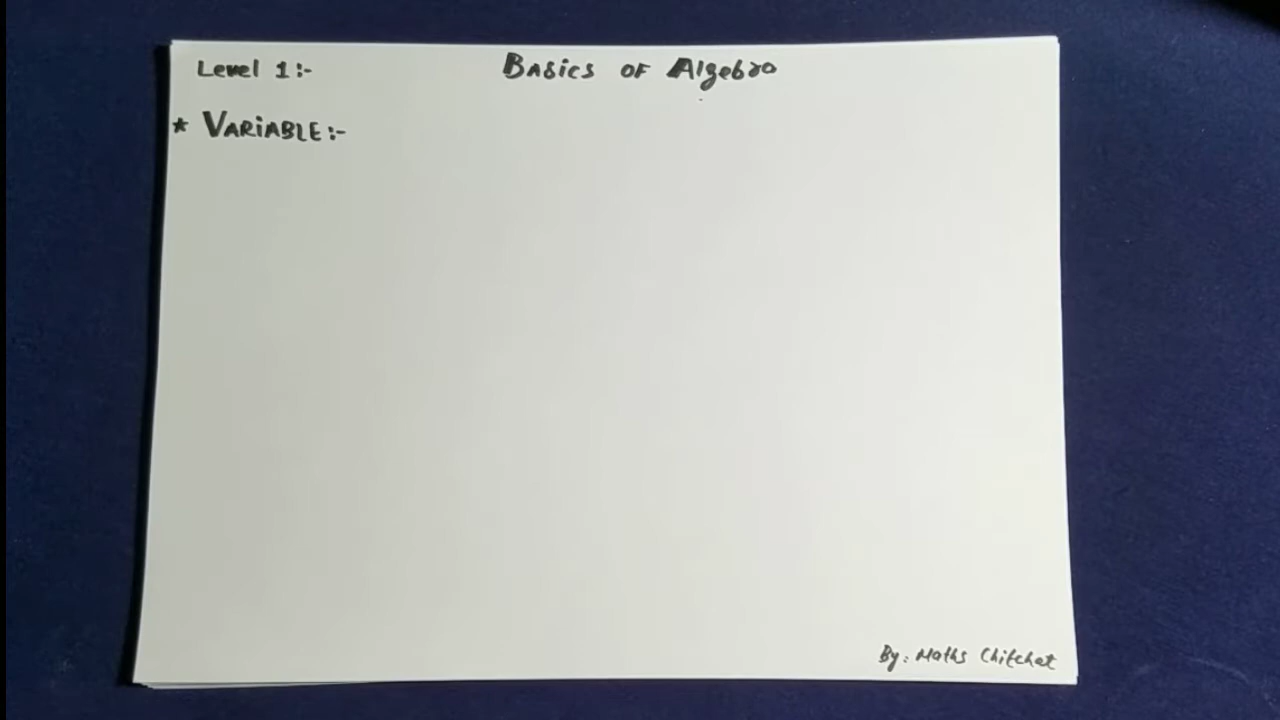 Level 1:- Basics of Algebra
* VARiABLE:-
By: Maths Chitchat